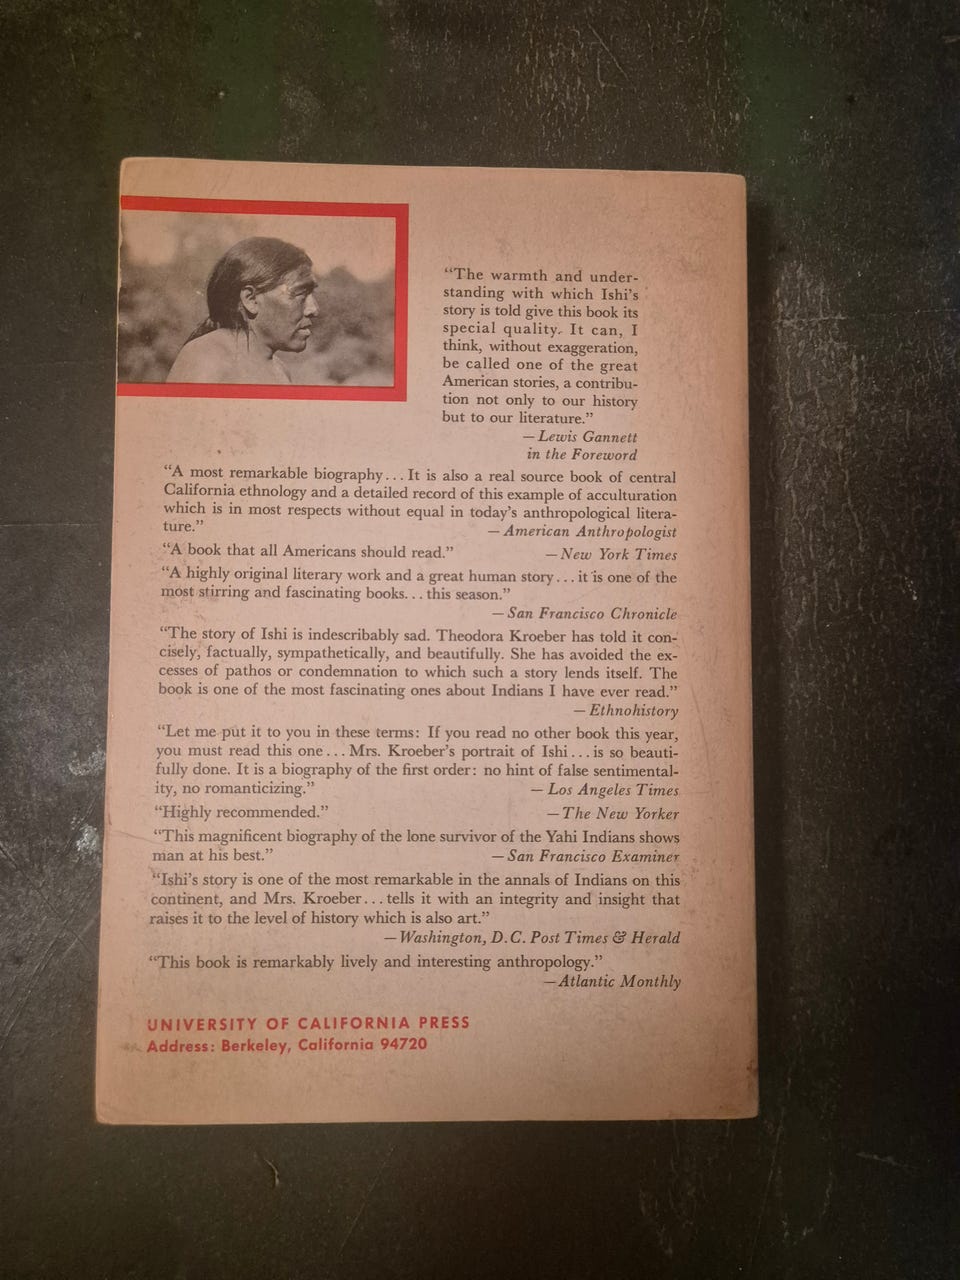 “The warmth and under-
standing with which Ishi’s
story is told give this book its
special quality. It can, I
think, without exaggeration,
be called one of the great
American stories, a contribu-
tion not only to our history
but to our literature.”
—Lewis Gannett
in the Foreword
“A most remarkable biography...It is also a real source book of central
California ethnology and a detailed record of this example of acculturation
which is in most respects without equal in today’s anthropological litera-
ture.” —American Anthropologist
“A book that all Americans should read.” —New York Times
“A highly original literary work and a great human story...it is one of the
most stirring and fascinating books...this season.”
—San Francisco Chronicle
“The story of Ishi is indescribably sad. Theodora Kroeber has told it con-
cisely, factually, sympathetically, and beautifully. She has avoided the ex-
cesses of pathos or condemnation to which such a story lends itself. The
book is one of the most fascinating ones about Indians I have ever read.”
—Ethnohistory
“Let me put it to you in these terms: If you read no other book this year,
you must read this one...Mrs. Kroeber’s portrait of Ishi...is so beauti-
fully done. It is a biography of the first order: no hint of false sentimental-
ity, no romanticizing.” —Los Angeles Times
“Highly recommended.” —The New Yorker
“This magnificent biography of the lone survivor of the Yahi Indians shows
man at his best.” —San Francisco Examiner
“Ishi’s story is one of the most remarkable in the annals of Indians on this
continent, and Mrs. Kroeber...tells it with an integrity and insight that
raises it to the level of history which is also art.”
—Washington, D.C. Post Times & Herald
“This book is remarkably lively and interesting anthropology.”
—Atlantic Monthly
UNIVERSITY OF CALIFORNIA PRESS
Address: Berkeley, California 94720